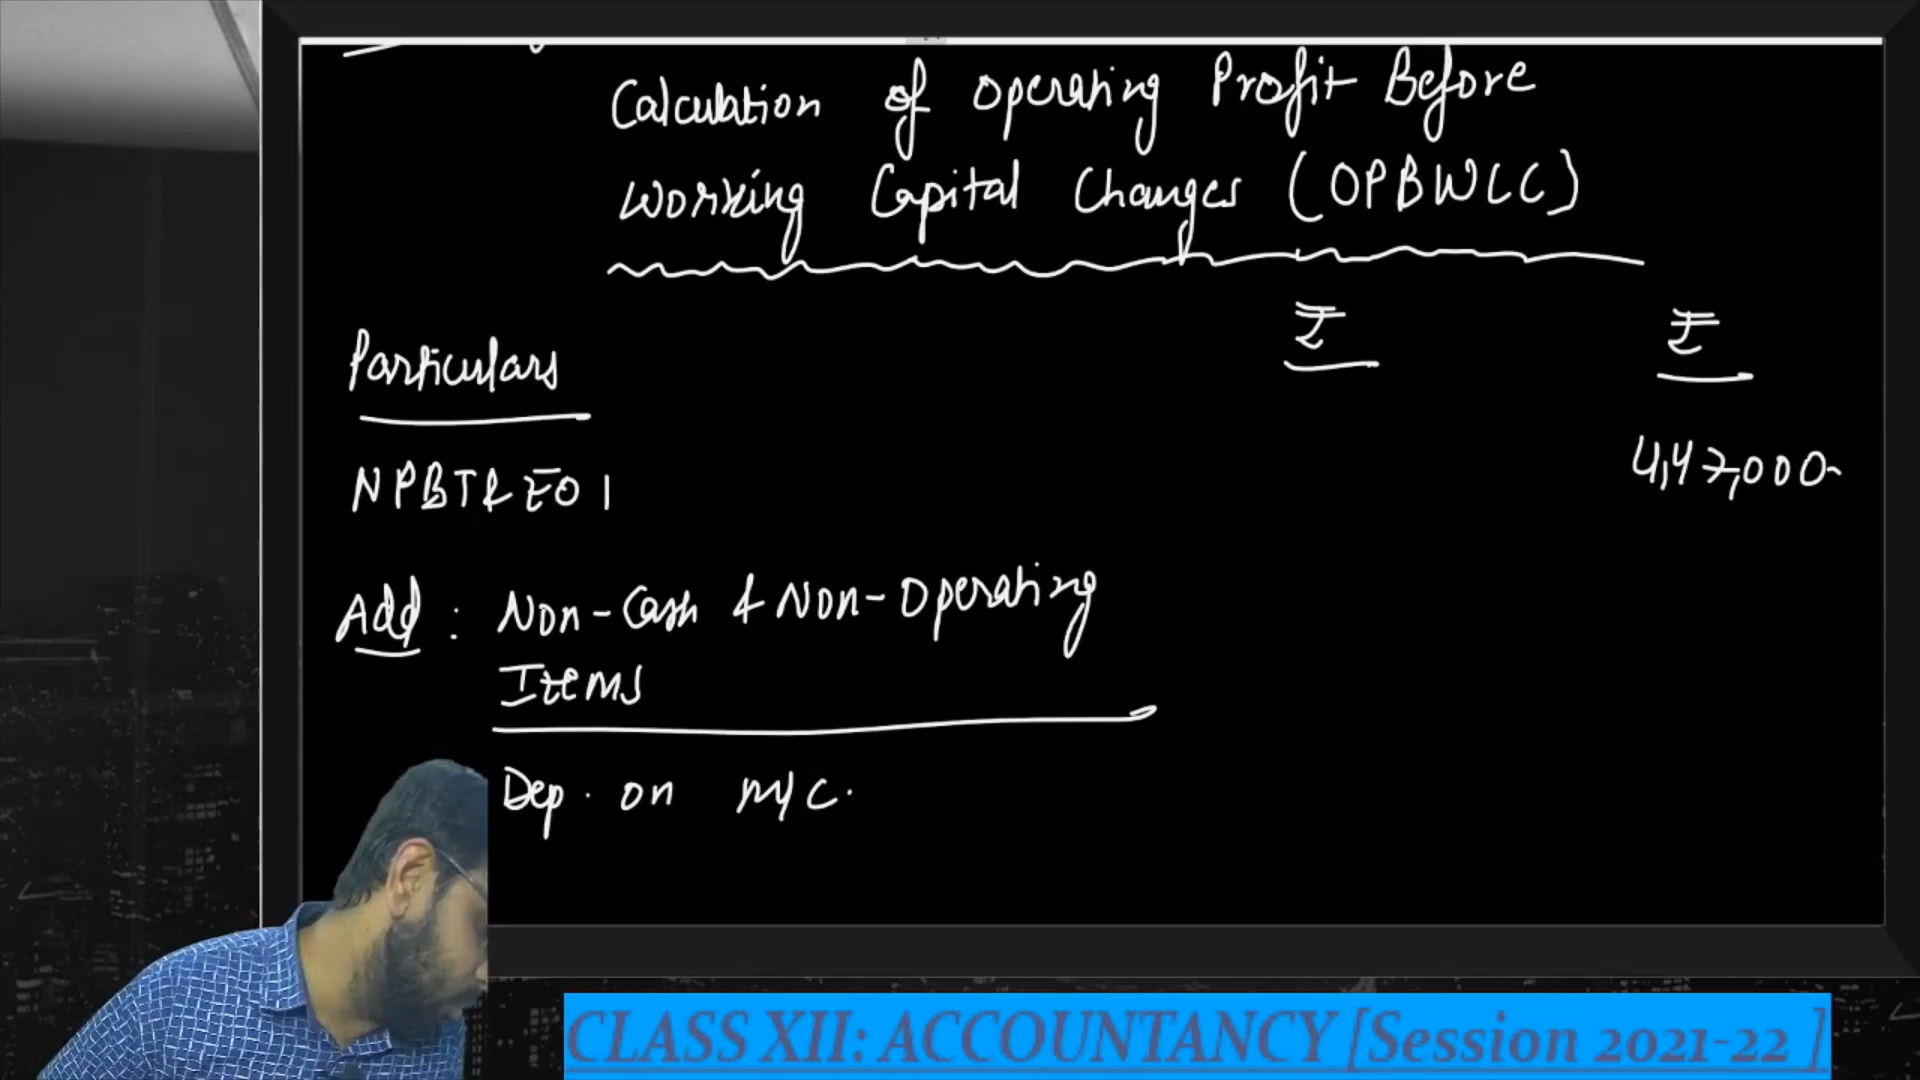 Calculation of Operating Profit Before
Working Capital Changes (OPBWCC)
₹ ₹
Particulars
NPBT & EOI 4,47,000
Add : Non-Cash & Non-Operating
Items
Dep. on M/C.
CLASS XII: ACCOUNTANCY [Session 2021-22 ]